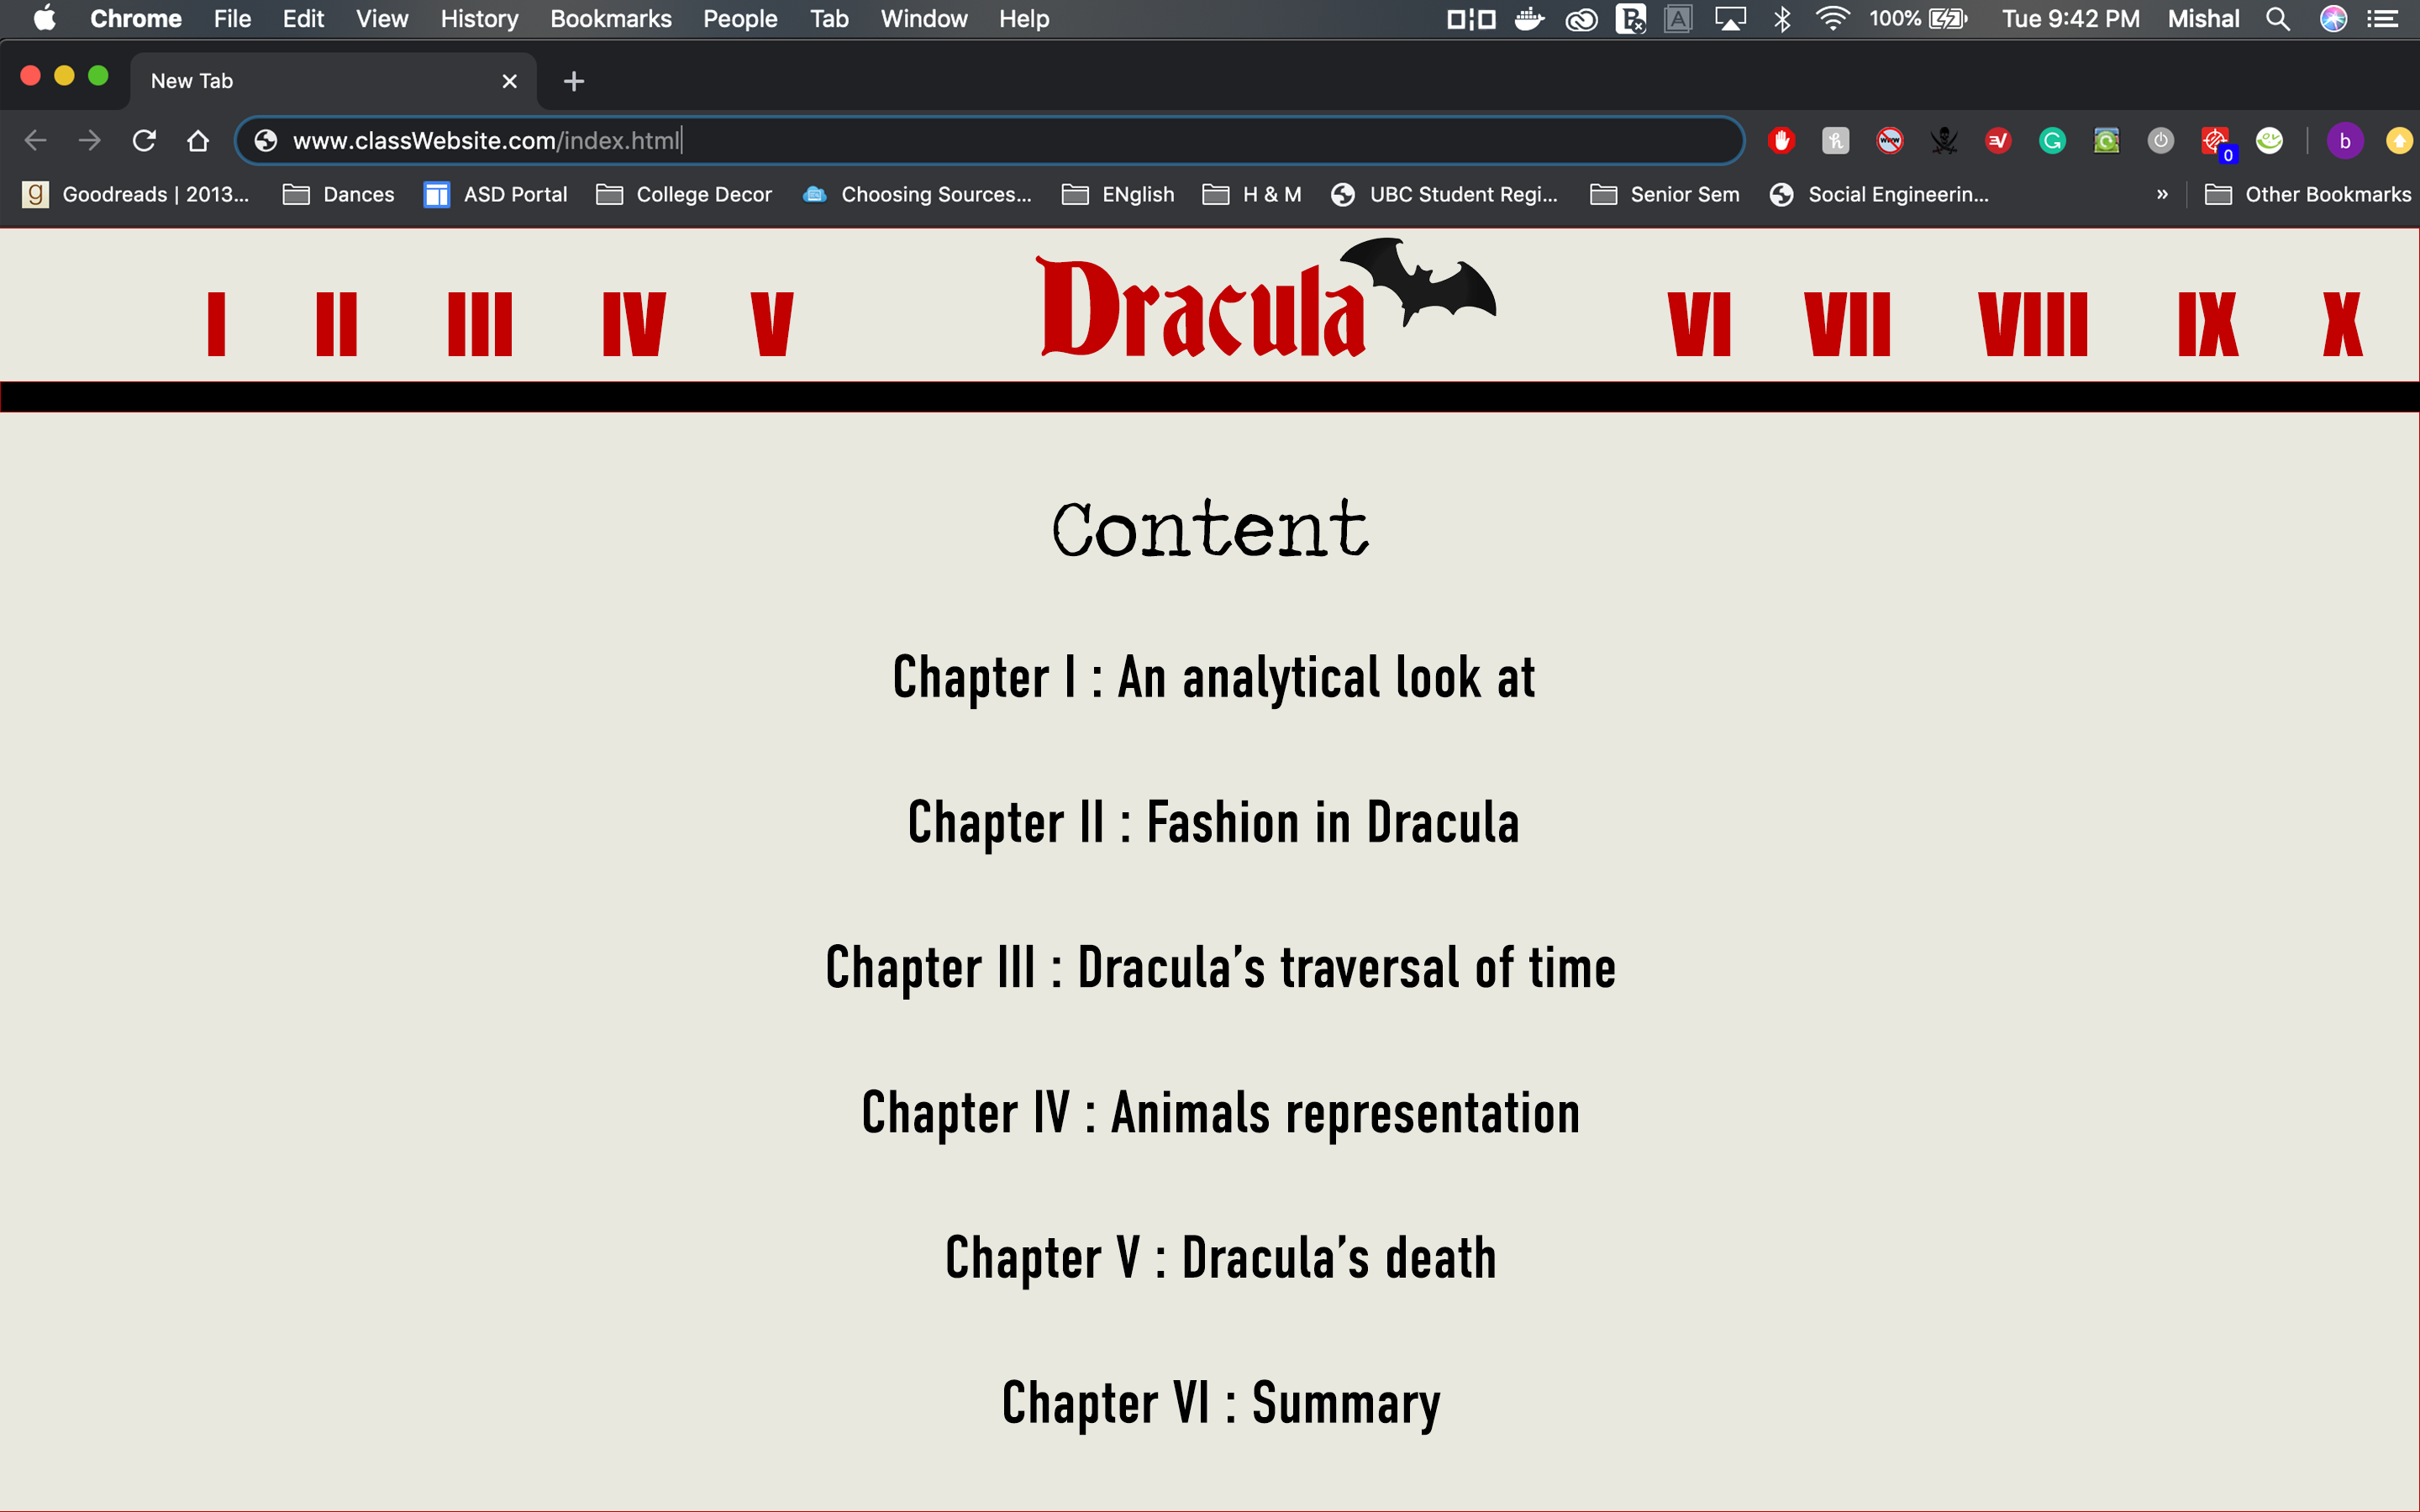 Chrome File Edit View History Bookmarks People Tab Window Help 100% Tue 9:42 PM Mishal
New Tab
www.classWebsite.com/index.html
0
b
g Goodreads | 2013... Dances ASD Portal College Decor Choosing Sources... ENglish H & M UBC Student Regi... Senior Sem Social Engineerin... » Other Bookmarks
I II III IV V Dracula VI VII VIII IX X
Content
Chapter I : An analytical look at
Chapter II : Fashion in Dracula
Chapter III : Dracula’s traversal of time
Chapter IV : Animals representation
Chapter V : Dracula’s death
Chapter VI : Summary